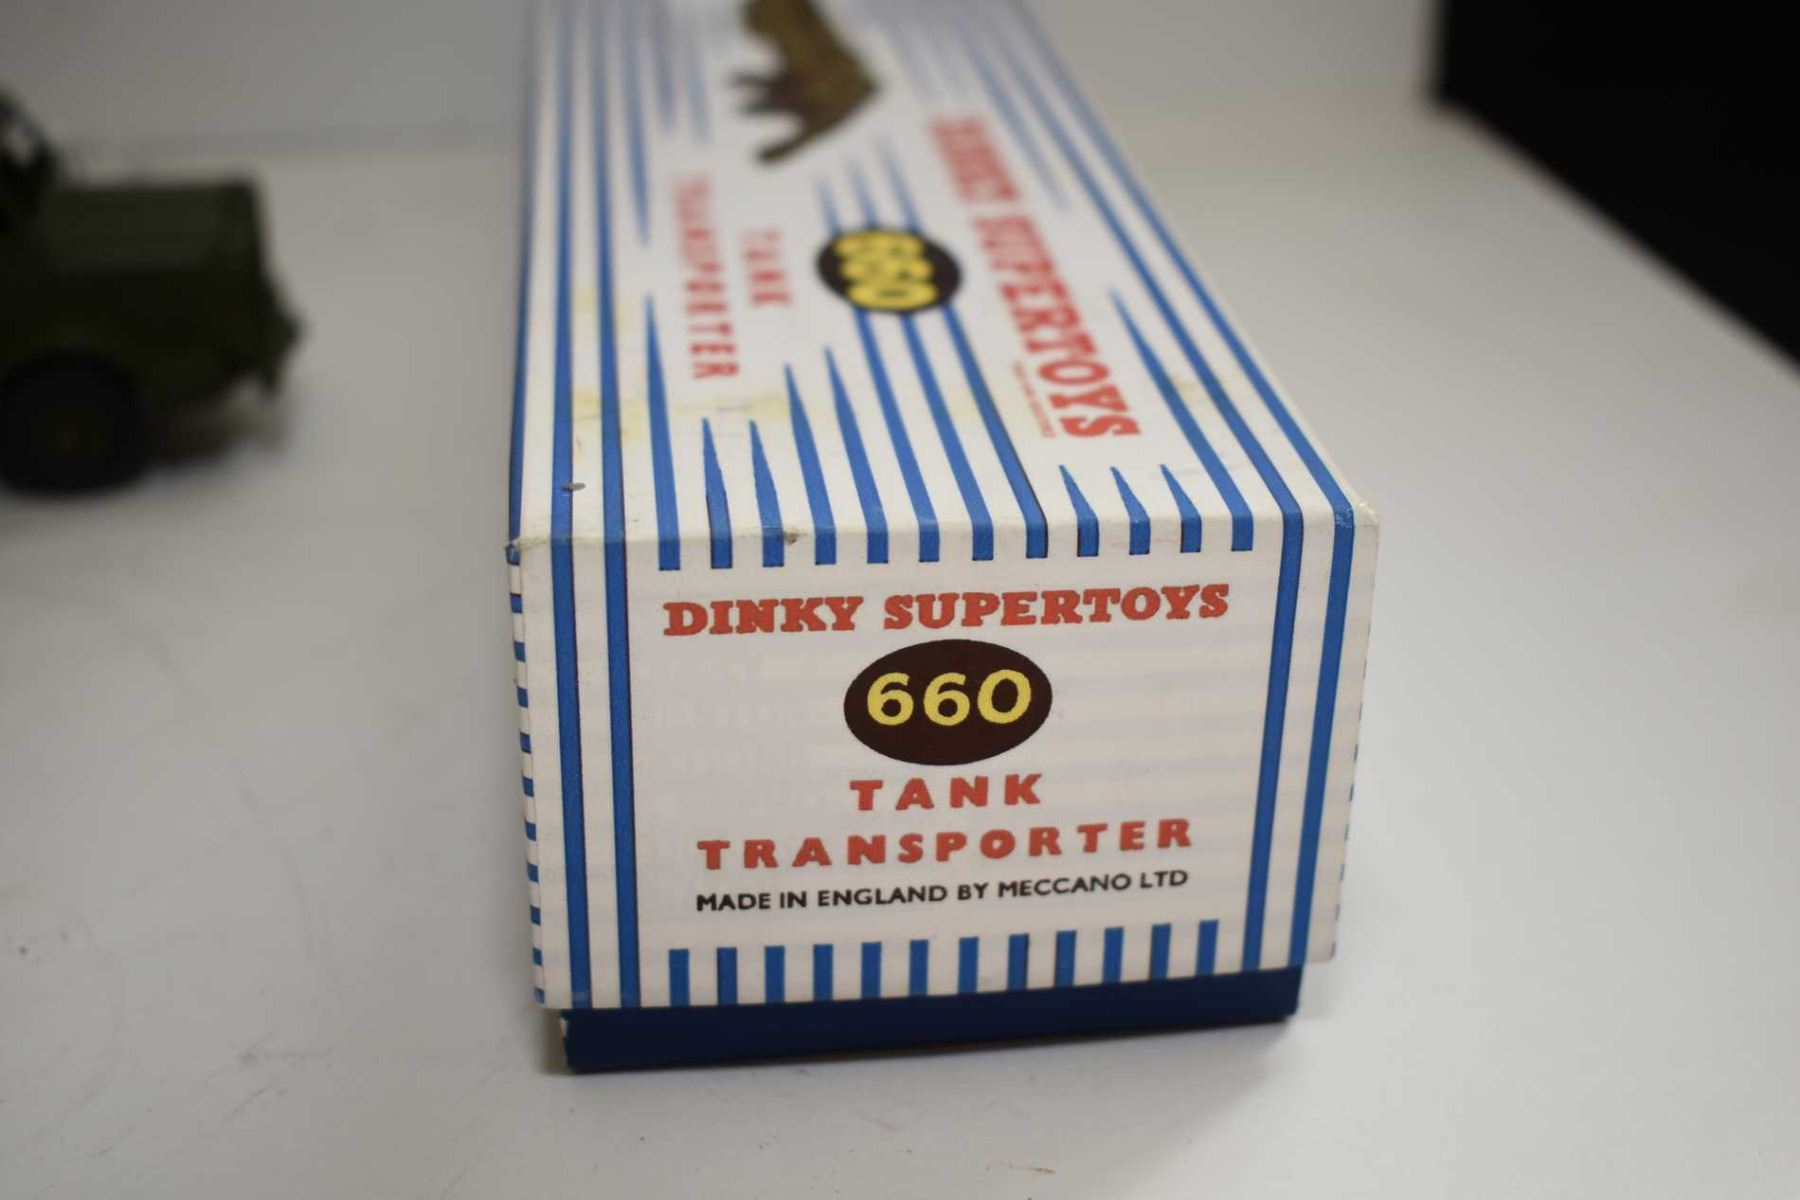 DINKY SUPERTOYS
660
TANK
TRANSPORTER
DINKY SUPERTOYS
660
TANK
TRANSPORTER
MADE IN ENGLAND BY MECCANO LTD